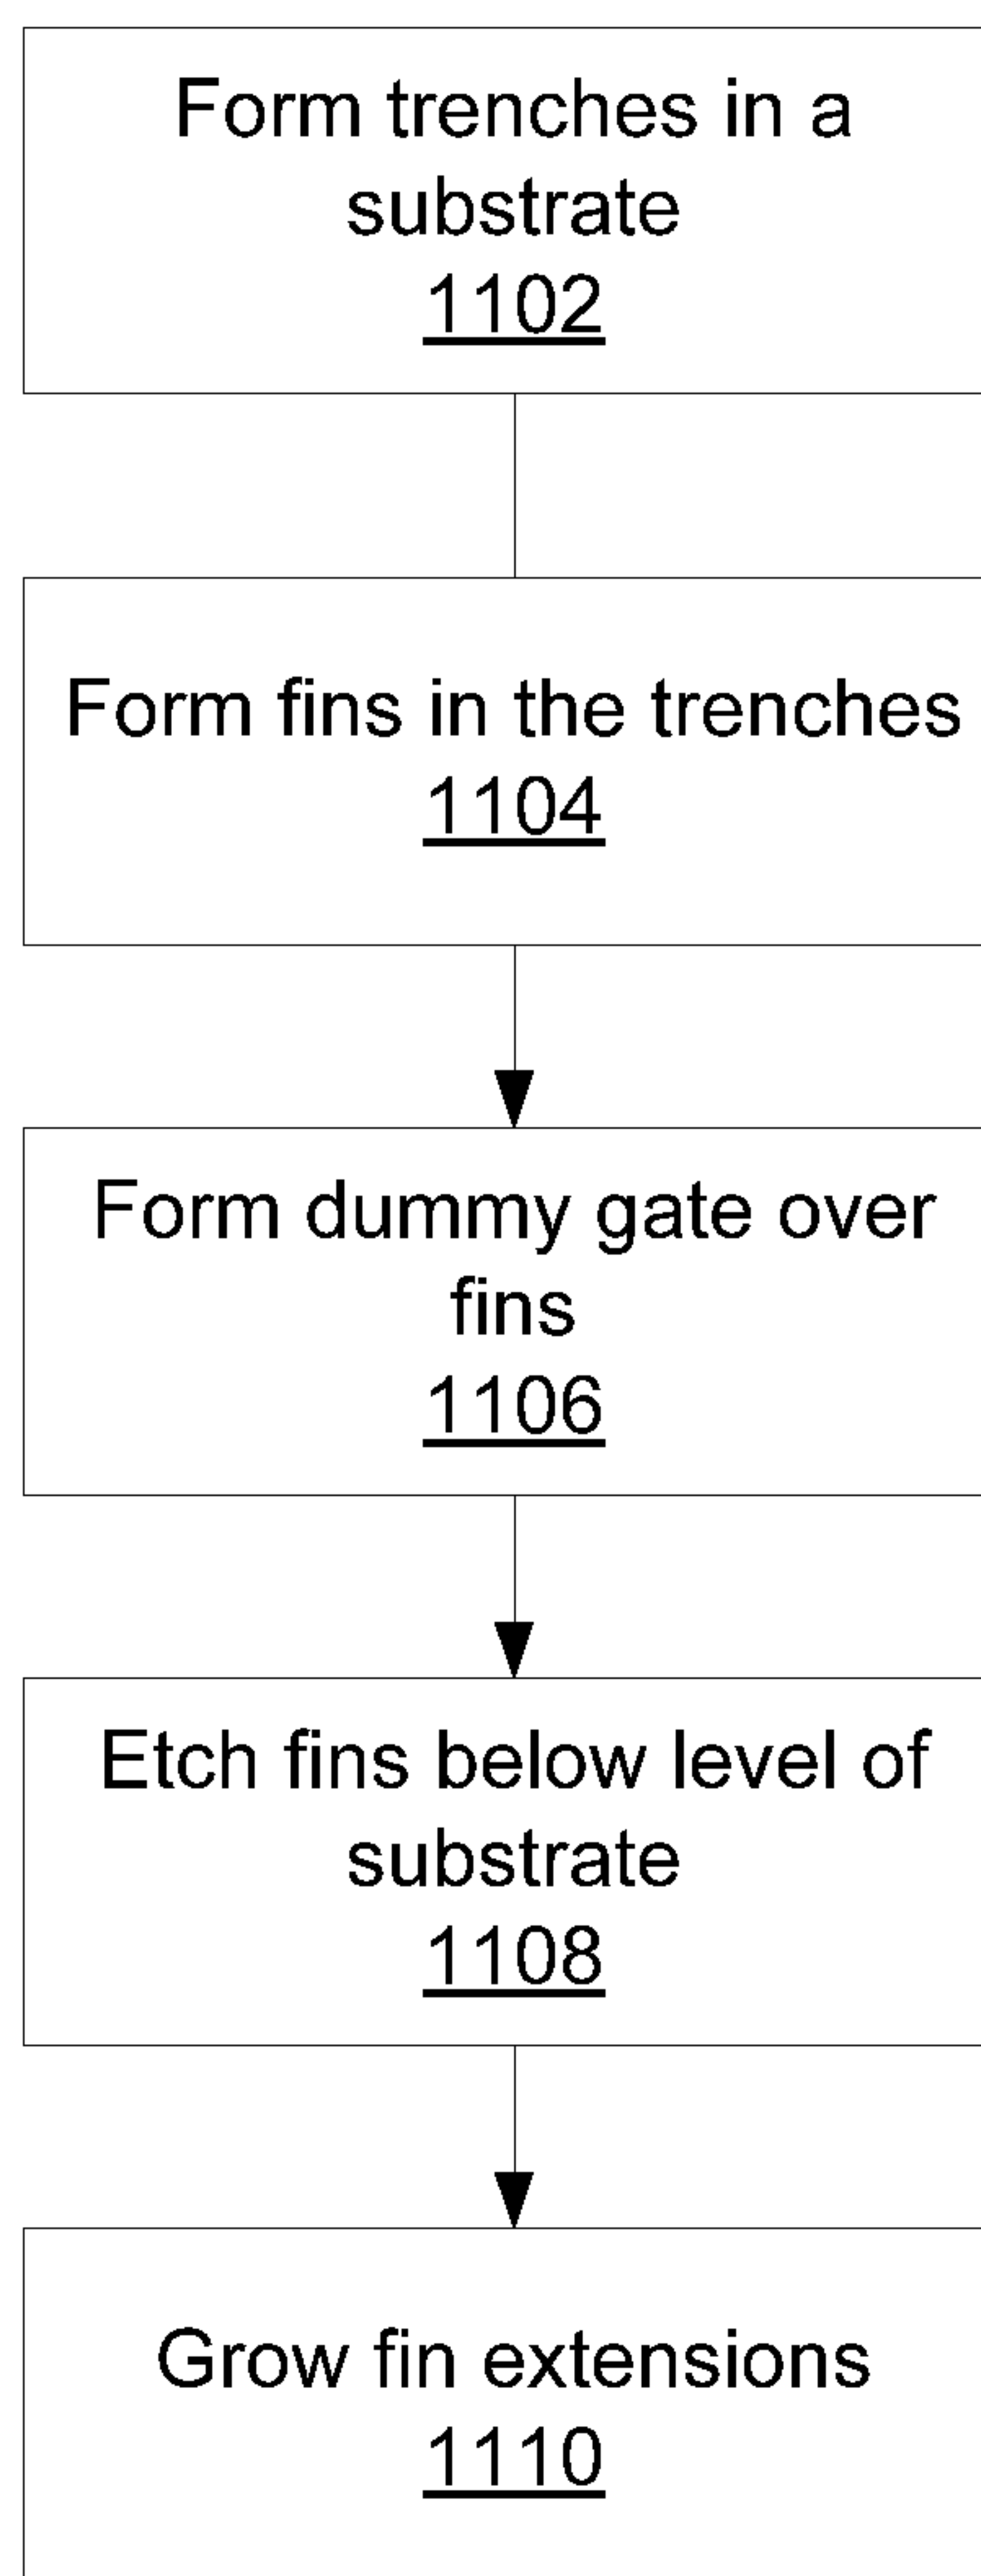 Form trenches in a
substrate
1102
Form fins in the trenches
1104
Form dummy gate over
fins
1106
Etch fins below level of
substrate
1108
Grow fin extensions
1110